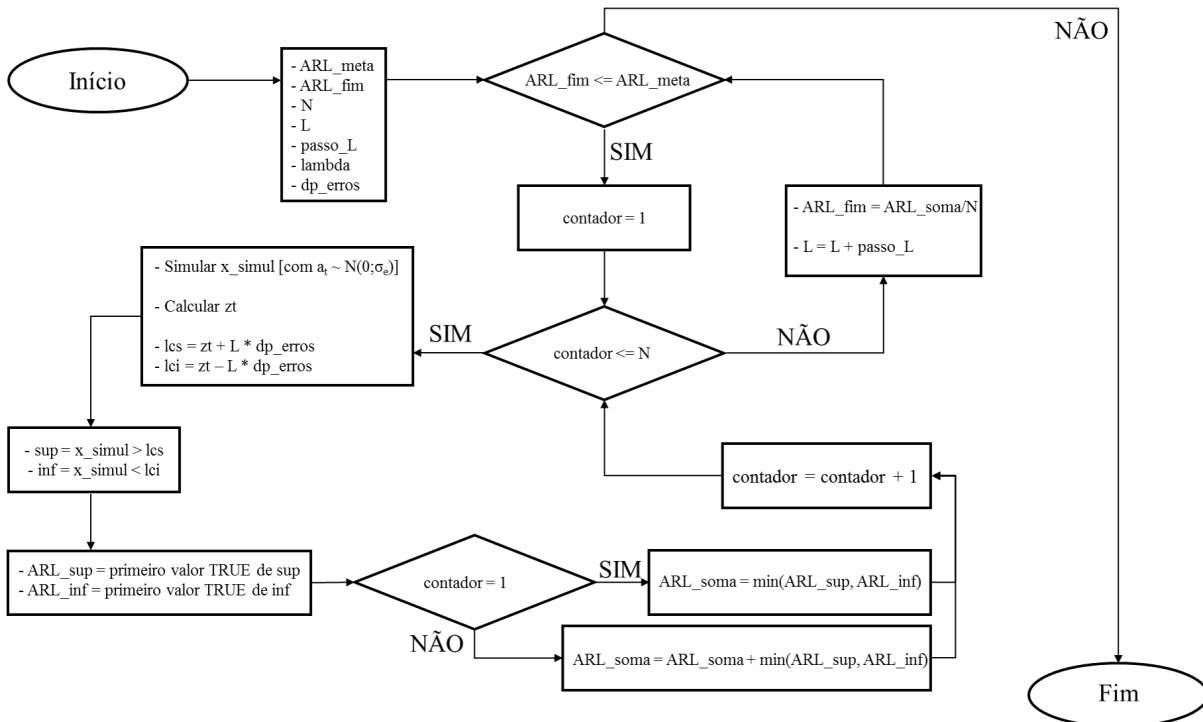 Início
- ARL_meta
- ARL_fim
- N
- L
- passo_L
- lambda
- dp_erros
ARL_fim <= ARL_meta
NÃO
SIM
contador = 1
- ARL_fim = ARL_soma/N
- L = L + passo_L
- Simular x_simul [com aₜ ~ N(0;σₑ)]
- Calcular zt
- lcs = zt + L * dp_erros
- lci = zt – L * dp_erros
SIM
contador <= N
NÃO
- sup = x_simul > lcs
- inf = x_simul < lci
contador = contador + 1
- ARL_sup = primeiro valor TRUE de sup
- ARL_inf = primeiro valor TRUE de inf
contador = 1
SIM
ARL_soma = min(ARL_sup, ARL_inf)
NÃO
ARL_soma = ARL_soma + min(ARL_sup, ARL_inf)
Fim